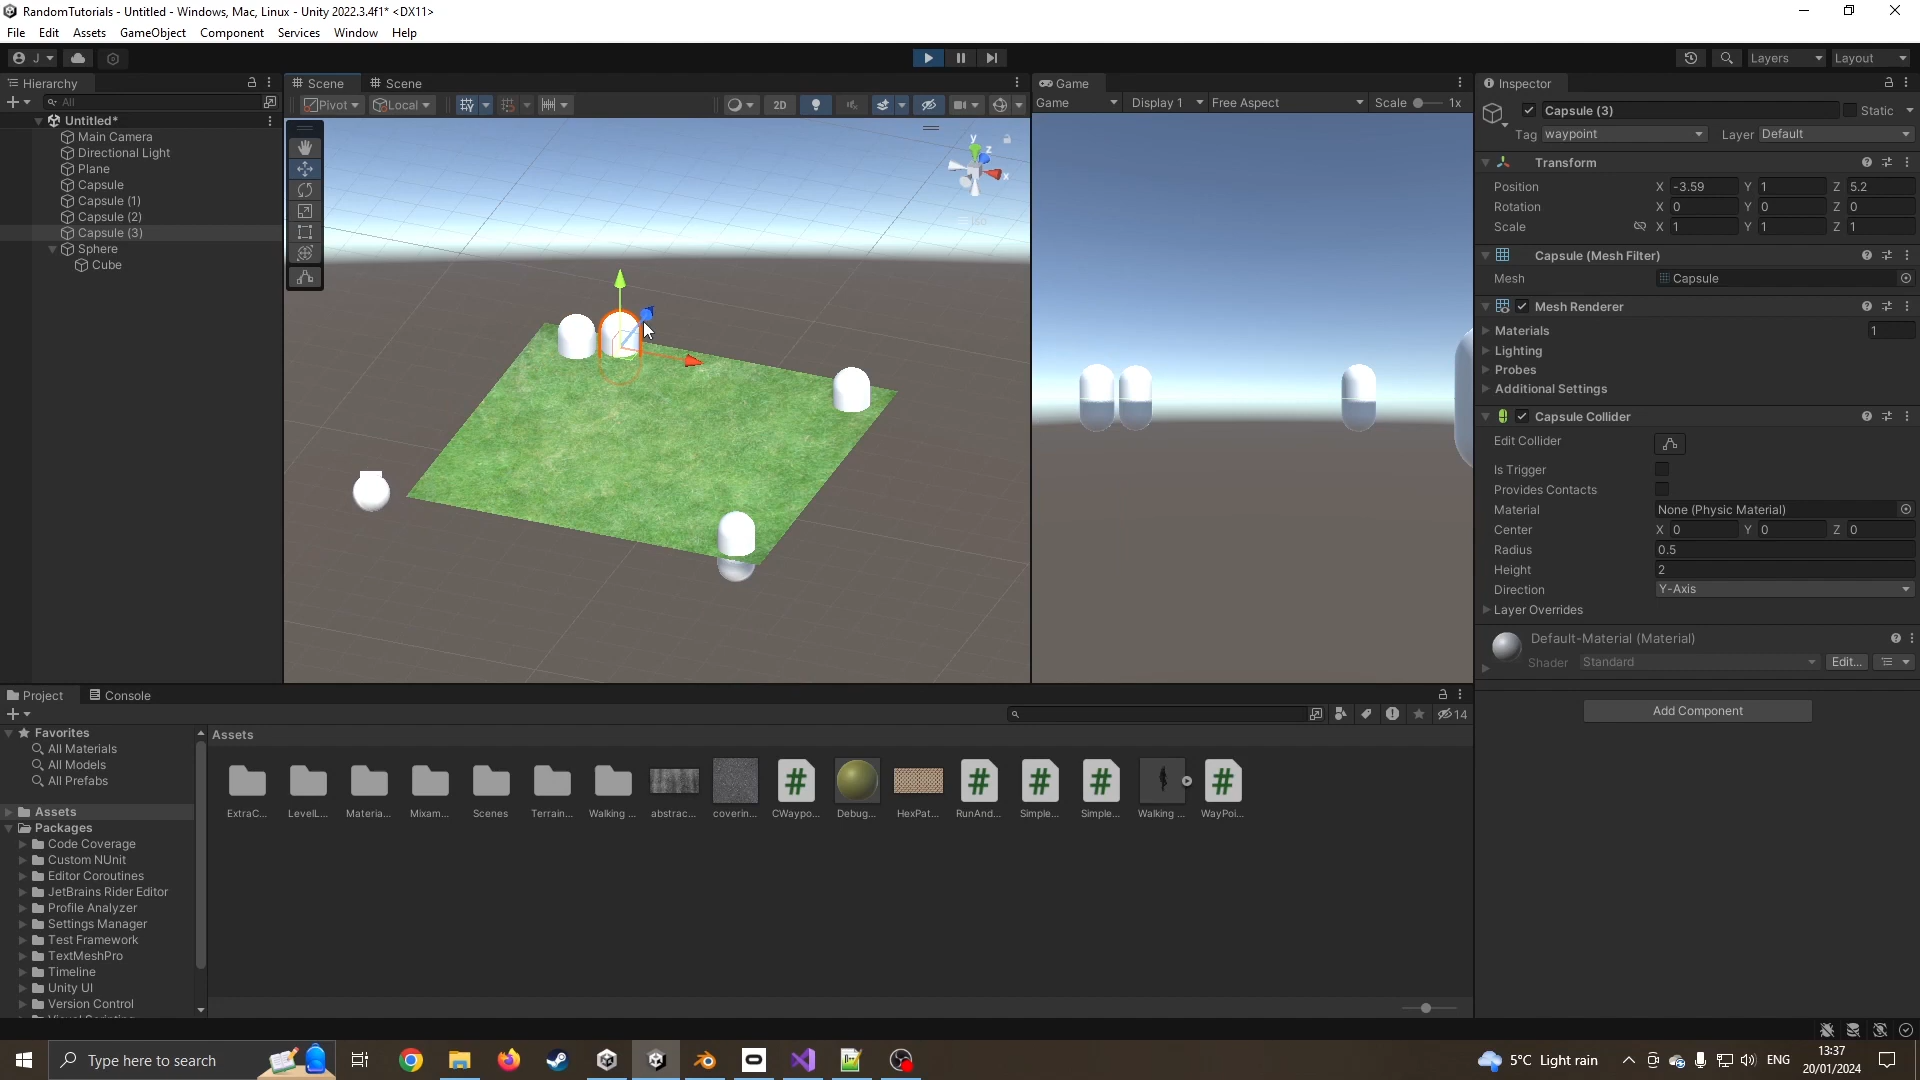 RandomTutorials - Untitled - Windows, Mac, Linux - Unity 2022.3.4f1* <DX11>
File Edit Assets GameObject Component Services Window Help
J Layers Layout
Hierarchy Scene Scene Game Inspector
All Pivot Local 2D Game Display 1 Free Aspect Scale 1x Capsule (3) Static
Untitled*
Tag waypoint Layer Default
Main Camera
Directional Light
Plane
Capsule
Capsule (1)
Capsule (2)
Capsule (3)
Sphere
Cube
y
z
x
Iso
Transform
Position X -3.59 Y 1 Z 5.2
Rotation X 0 Y 0 Z 0
Scale X 1 Y 1 Z 1
Capsule (Mesh Filter)
Mesh Capsule
Mesh Renderer
Materials 1
Lighting
Probes
Additional Settings
Capsule Collider
Edit Collider
Is Trigger
Provides Contacts
Material None (Physic Material)
Center X 0 Y 0 Z 0
Radius 0.5
Height 2
Direction Y-Axis
Layer Overrides
Default-Material (Material)
Shader Standard Edit...
Add Component
Project Console
14
Favorites
All Materials
All Models
All Prefabs
Assets
Packages
Code Coverage
Custom NUnit
Editor Coroutines
JetBrains Rider Editor
Profile Analyzer
Settings Manager
Test Framework
TextMeshPro
Timeline
Unity UI
Version Control
Assets
ExtraC... LevelL... Materia... Mixam... Scenes Terrain... Walking ... abstrac... coverin... CWaypo... Debug... HexPat... RunAnd... Simple... Simple... Walking ... WayPoi...
Type here to search
5°C Light rain ENG 13:37
20/01/2024